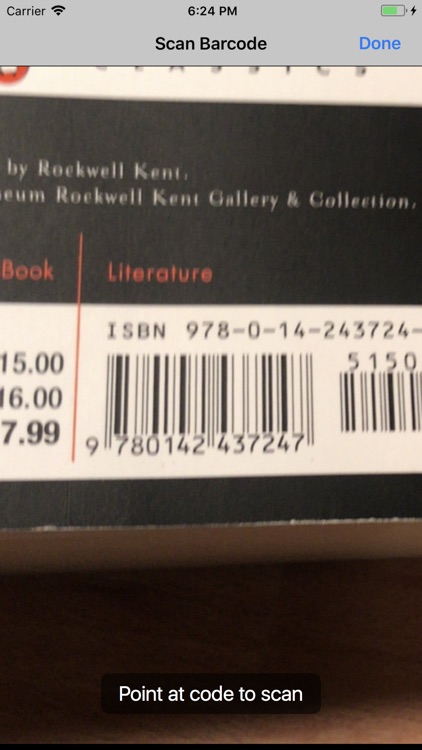 Carrier 6:24 PM
Scan Barcode Done
by Rockwell Kent.
Rockwell Kent Gallery & Collection.
Book Literature
ISBN 978-0-14-243724-
15.00 5150
16.00
7.99
9 780142 437247
Point at code to scan